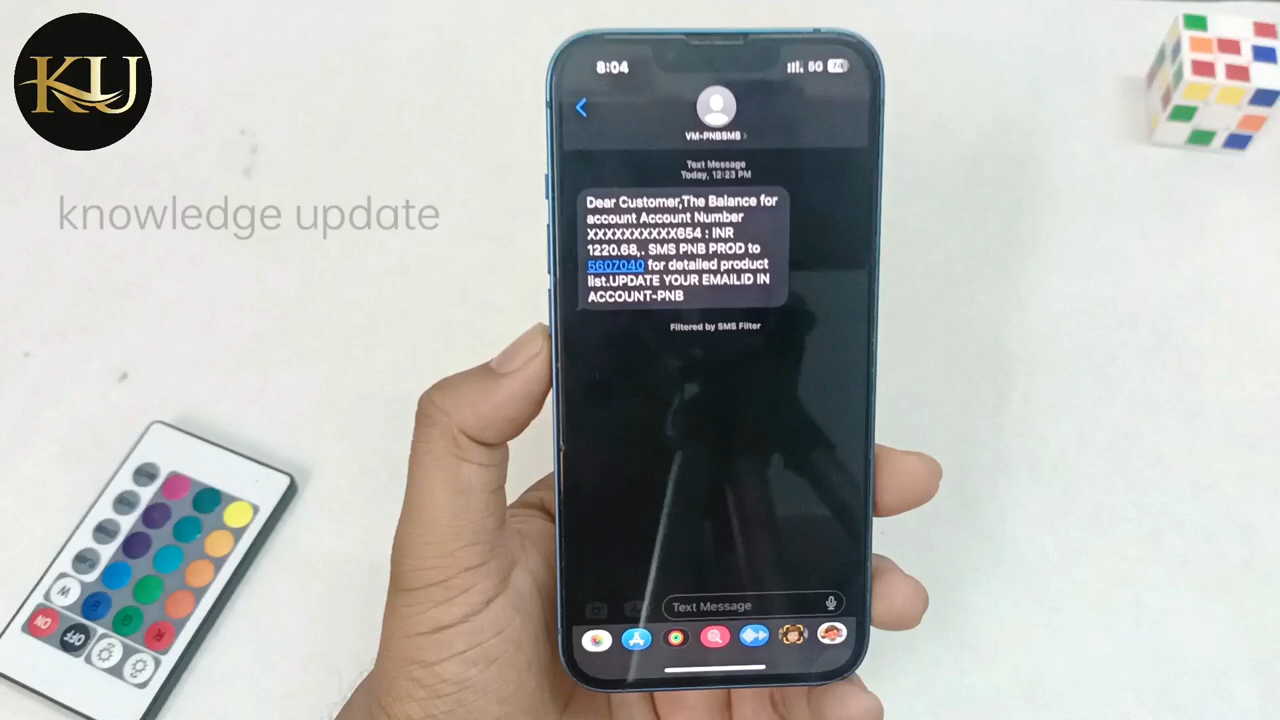 KU
knowledge update
8:04
5G 74
VM-PNBSMS
Text Message
Today, 12:23 PM
Dear Customer,The Balance for
account Account Number
XXXXXXXXXX654 : INR
1220.68,. SMS PNB PROD to
5607040 for detailed product
list.UPDATE YOUR EMAILID IN
ACCOUNT-PNB
Filtered by SMS Filter
Text Message
W
B
G
R
ON
OFF